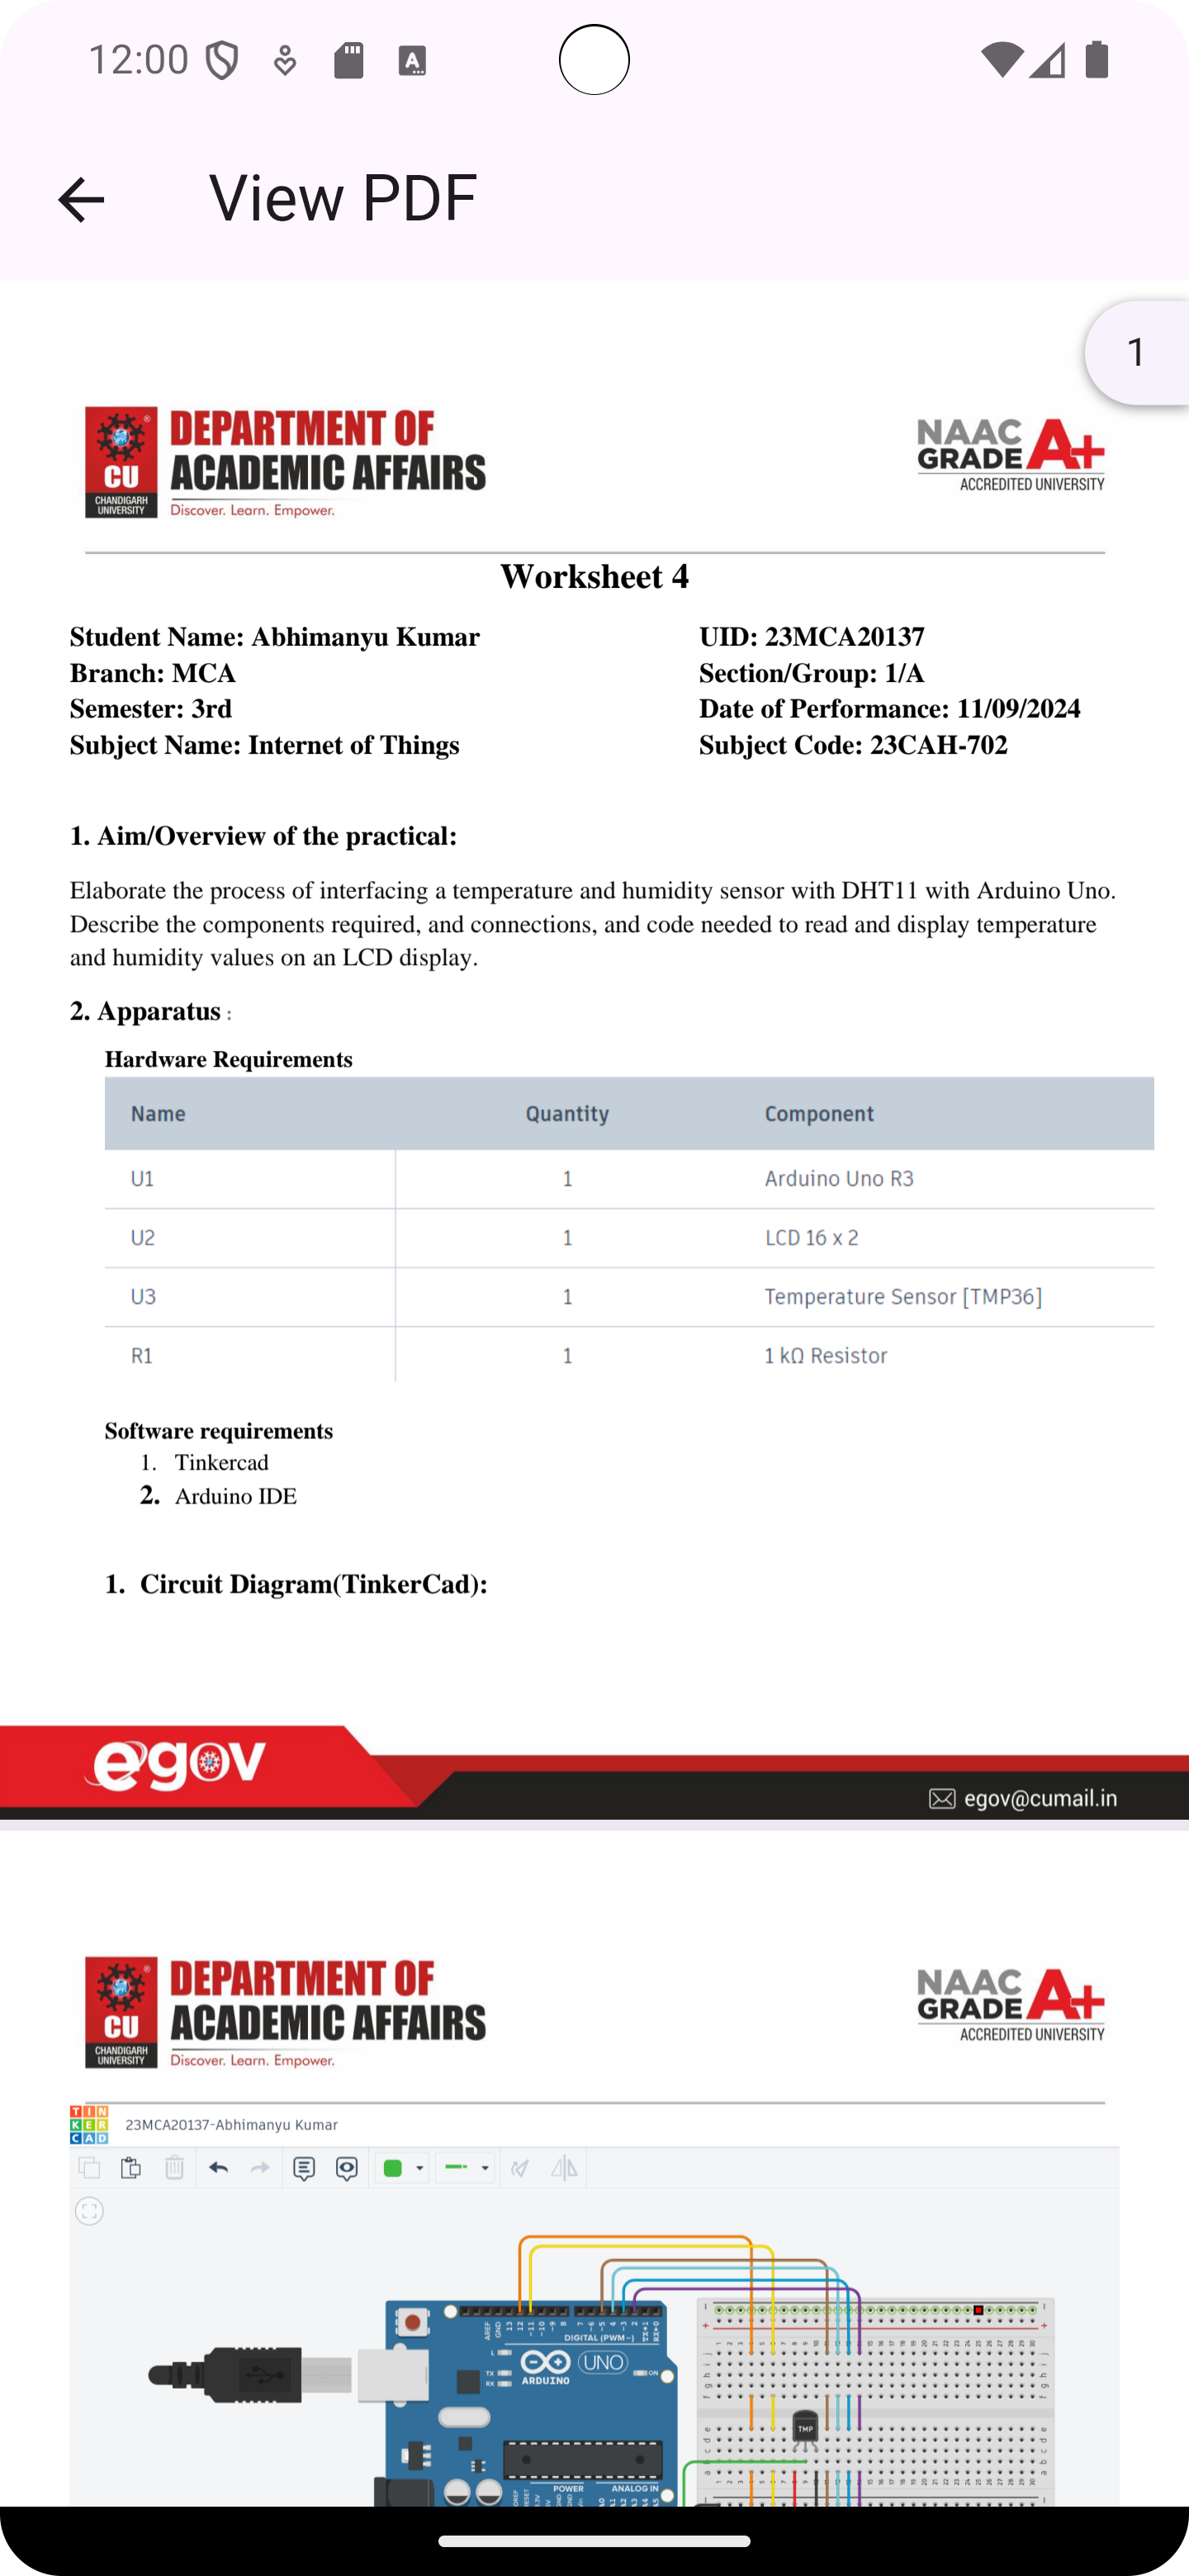 12:00
View PDF
1
CU
CHANDIGARH
UNIVERSITY
DEPARTMENT OF
ACADEMIC AFFAIRS
Discover. Learn. Empower.
NAAC
GRADE A+
ACCREDITED UNIVERSITY
Worksheet 4
Student Name: Abhimanyu Kumar UID: 23MCA20137
Branch: MCA Section/Group: 1/A
Semester: 3rd Date of Performance: 11/09/2024
Subject Name: Internet of Things Subject Code: 23CAH-702
1. Aim/Overview of the practical:
Elaborate the process of interfacing a temperature and humidity sensor with DHT11 with Arduino Uno.
Describe the components required, and connections, and code needed to read and display temperature
and humidity values on an LCD display.
2. Apparatus :
Hardware Requirements
Name Quantity Component
U1 1 Arduino Uno R3
U2 1 LCD 16 x 2
U3 1 Temperature Sensor [TMP36]
R1 1 1 kΩ Resistor
Software requirements
1. Tinkercad
2. Arduino IDE
1. Circuit Diagram(TinkerCad):
egov
egov@cumail.in
CU
CHANDIGARH
UNIVERSITY
DEPARTMENT OF
ACADEMIC AFFAIRS
Discover. Learn. Empower.
NAAC
GRADE A+
ACCREDITED UNIVERSITY
TIN
KER
CAD
23MCA20137-Abhimanyu Kumar
DIGITAL (PWM~)
UNO
ARDUINO
TX
RX
ON
TMP
POWER ANALOG IN